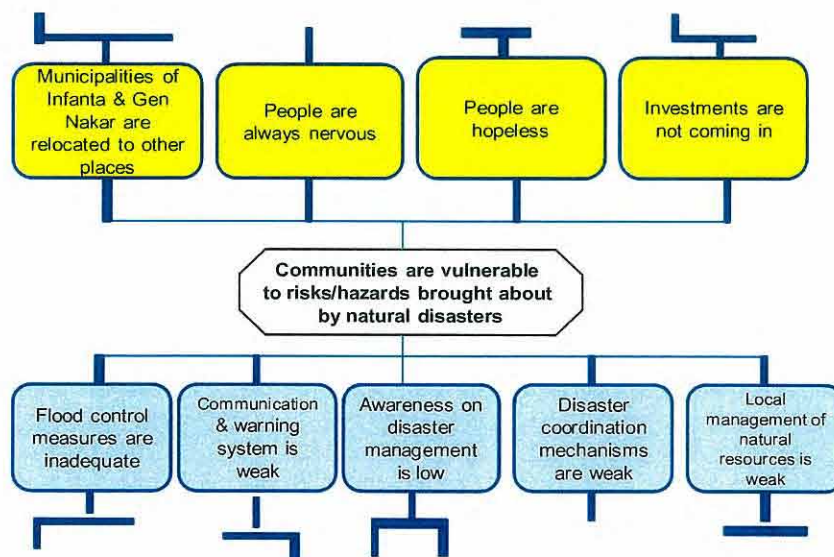 Municipalities of
Infanta & Gen
Nakar are
relocated to other
places
People are
always nervous
People are
hopeless
Investments are
not coming in
Communities are vulnerable
to risks/hazards brought about
by natural disasters
Flood control
measures are
inadequate
Communication
& warning
system is
weak
Awareness on
disaster
management
is low
Disaster
coordination
mechanisms
are weak
Local
management of
natural
resources is
weak